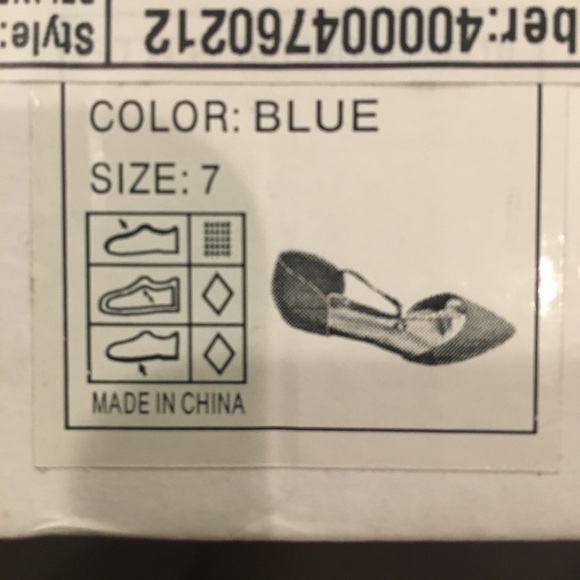 ber:400004760212
Style:
COLOR: BLUE
SIZE: 7
MADE IN CHINA